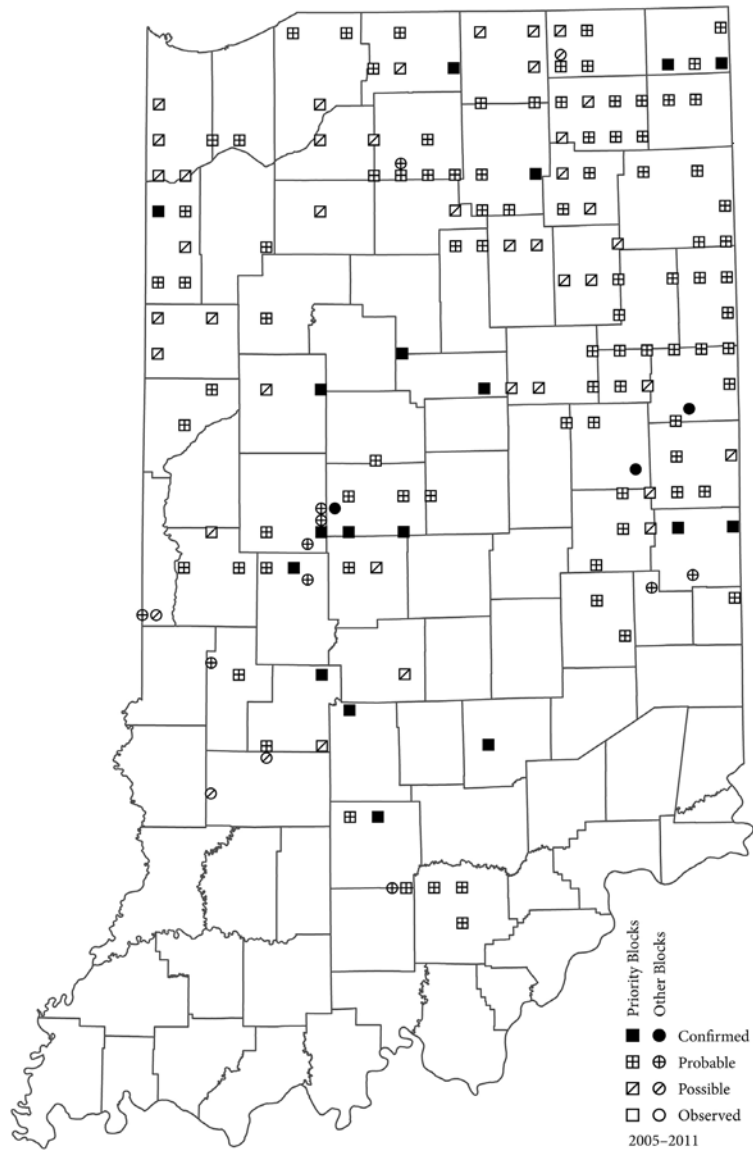 Priority Blocks
Other Blocks
Confirmed
Probable
Possible
Observed
2005–2011